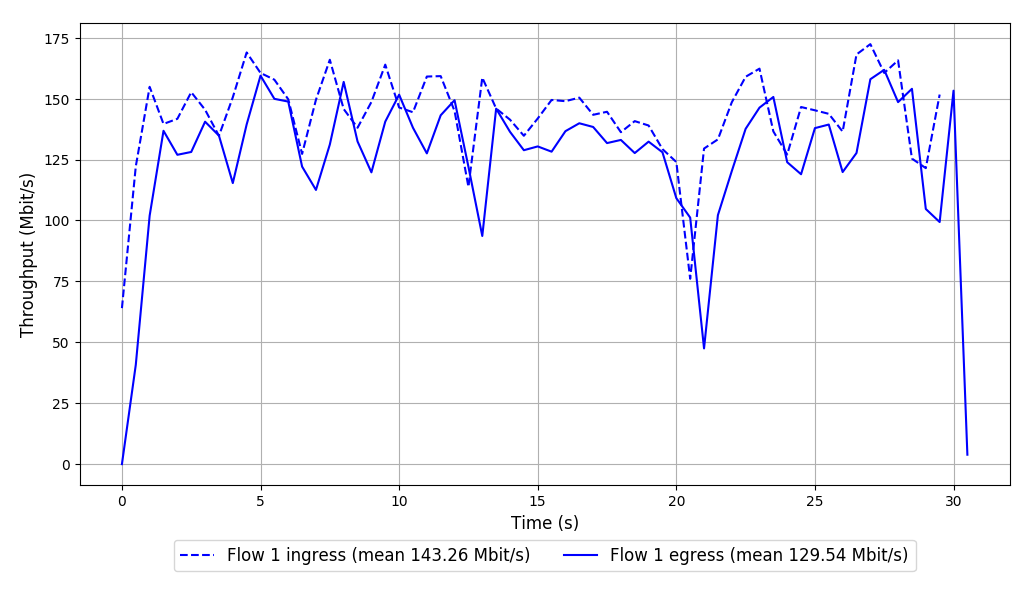 175
150
125
100
75
50
25
0
Throughput (Mbit/s)
0 5 10 15 20 25 30
Time (s)
Flow 1 ingress (mean 143.26 Mbit/s) Flow 1 egress (mean 129.54 Mbit/s)